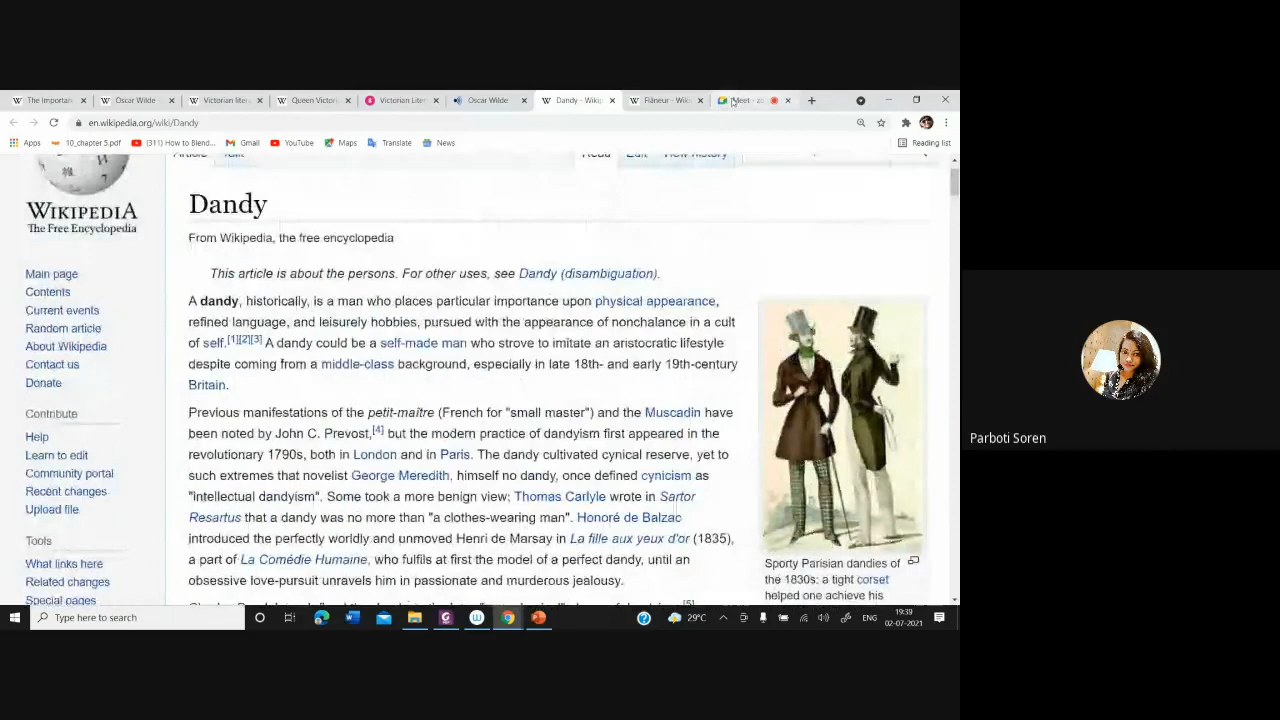 The Importan
Oscar Wilde -
Victorian liter
Queen Victori
Victorian Liter
Oscar Wilde
Dandy - Wikip
Flâneur - Wiki
Meet -
en.wikipedia.org/wiki/Dandy
Apps
10_chapter 5.pdf
(311) How to Blend...
Gmail
YouTube
Maps
Translate
News
Reading list
Article
Talk
Read
Edit
View history
WIKIPEDIA
The Free Encyclopedia
Main page
Contents
Current events
Random article
About Wikipedia
Contact us
Donate
Contribute
Help
Learn to edit
Community portal
Recent changes
Upload file
Tools
What links here
Related changes
Special pages
Dandy
From Wikipedia, the free encyclopedia
This article is about the persons. For other uses, see Dandy (disambiguation).
A dandy, historically, is a man who places particular importance upon physical appearance,
refined language, and leisurely hobbies, pursued with the appearance of nonchalance in a cult
of self.[1][2][3] A dandy could be a self-made man who strove to imitate an aristocratic lifestyle
despite coming from a middle-class background, especially in late 18th- and early 19th-century
Britain.
Previous manifestations of the petit-maître (French for "small master") and the Muscadin have
been noted by John C. Prevost,[4] but the modern practice of dandyism first appeared in the
revolutionary 1790s, both in London and in Paris. The dandy cultivated cynical reserve, yet to
such extremes that novelist George Meredith, himself no dandy, once defined cynicism as
"intellectual dandyism". Some took a more benign view; Thomas Carlyle wrote in Sartor
Resartus that a dandy was no more than "a clothes-wearing man". Honoré de Balzac
introduced the perfectly worldly and unmoved Henri de Marsay in La fille aux yeux d'or (1835),
a part of La Comédie Humaine, who fulfils at first the model of a perfect dandy, until an
obsessive love-pursuit unravels him in passionate and murderous jealousy.
Sporty Parisian dandies of
the 1830s: a tight corset
helped one achieve his
Parboti Soren
Type here to search
29°C
ENG
19:39
02-07-2021